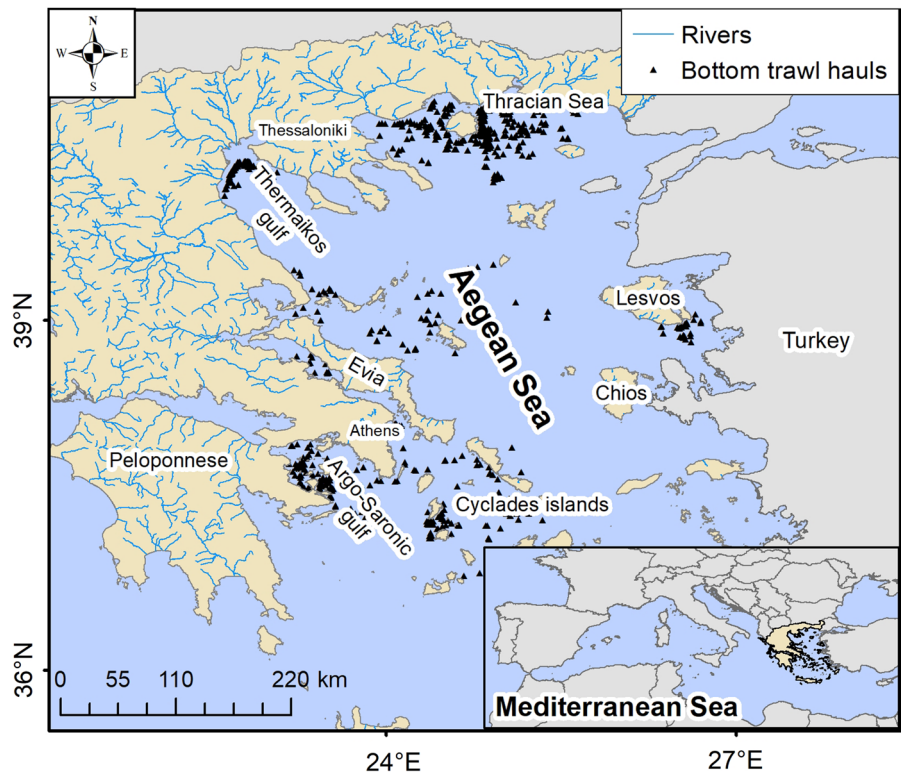 N
W
E
S
Rivers
Bottom trawl hauls
Thracian Sea
Thessaloniki
Thermaikos
gulf
39°N
Aegean Sea
Lesvos
Turkey
Evia
Chios
Athens
Peloponnese
Argo-Saronic
gulf
Cyclades islands
36°N
0 55 110 220 km
Mediterranean Sea
24°E
27°E